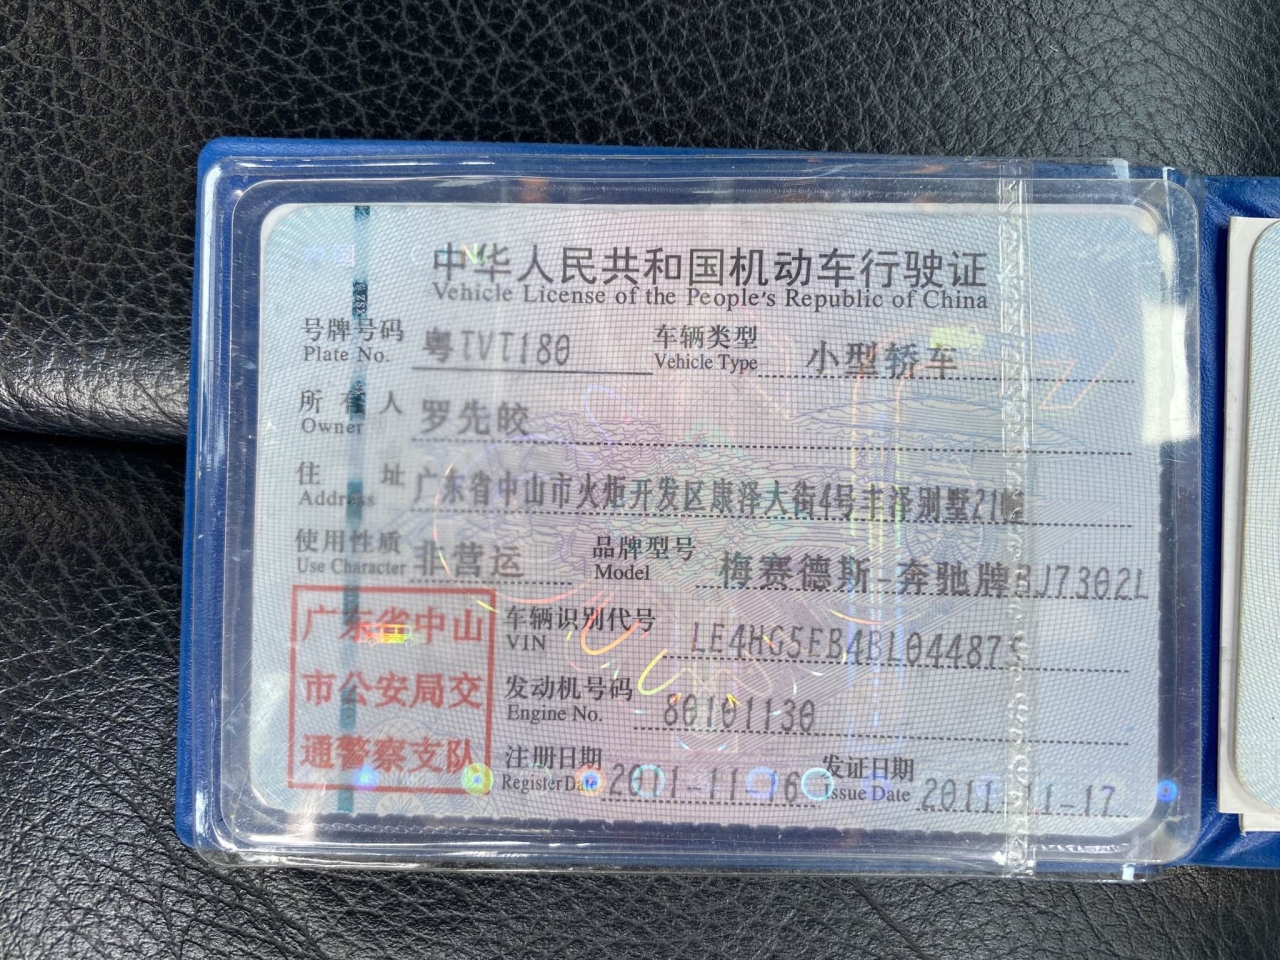 中华人民共和国机动车行驶证
Vehicle License of the People's Republic of China
号牌号码 粤TVT180 车辆类型 小型轿车
Plate No. Vehicle Type
所有人 罗先皎
Owner
住址 广东省中山市火炬开发区康泽大街4号丰泽别墅21幢
Address
使用性质 非营运 品牌型号 梅赛德斯-奔驰牌BJ7302L
Use Character Model
广东省中山
市公安局交
通警察支队
车辆识别代号 LE4HG5FB4BL044875
VIN
发动机号码 80101130
Engine No.
注册日期 2011-11-16 发证日期 2011-11-17
Register Date Issue Date